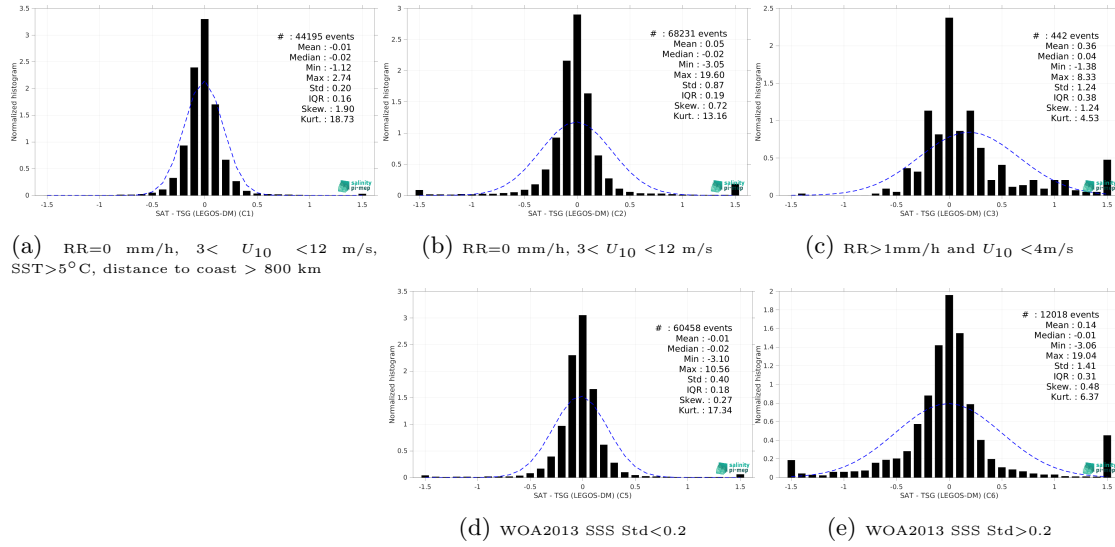 3.5
3
2.5
2
1.5
1
0.5
0
Normalized histogram
# : 44195 events
Mean : -0.01
Median : -0.02
Min : -1.12
Max : 2.74
Std : 0.20
IQR : 0.16
Skew. : 1.90
Kurt. : 18.73
salinity
pi-mep
-1.5 -1 -0.5 0 0.5 1 1.5
SAT - TSG (LEGOS-DM) (C1)
(a) RR=0 mm/h, 3< U10 <12 m/s,
SST>5°C, distance to coast > 800 km
3
2.5
2
1.5
1
0.5
0
Normalized histogram
# : 68231 events
Mean : 0.05
Median : -0.02
Min : -3.05
Max : 19.60
Std : 0.87
IQR : 0.19
Skew. : 0.72
Kurt. : 13.16
salinity
pi-mep
-1.5 -1 -0.5 0 0.5 1 1.5
SAT - TSG (LEGOS-DM) (C2)
(b) RR=0 mm/h, 3< U10 <12 m/s
2.5
2
1.5
1
0.5
0
Normalized histogram
# : 442 events
Mean : 0.36
Median : 0.04
Min : -1.38
Max : 8.33
Std : 1.24
IQR : 0.38
Skew. : 1.24
Kurt. : 4.53
salinity
pi-mep
-1.5 -1 -0.5 0 0.5 1 1.5
SAT - TSG (LEGOS-DM) (C3)
(c) RR>1mm/h and U10 <4m/s
3.5
3
2.5
2
1.5
1
0.5
0
Normalized histogram
# : 60458 events
Mean : -0.01
Median : -0.02
Min : -3.10
Max : 10.56
Std : 0.40
IQR : 0.18
Skew. : 0.27
Kurt. : 17.34
salinity
pi-mep
-1.5 -1 -0.5 0 0.5 1 1.5
SAT - TSG (LEGOS-DM) (C5)
(d) WOA2013 SSS Std<0.2
2
1.8
1.6
1.4
1.2
1
0.8
0.6
0.4
0.2
0
Normalized histogram
# : 12018 events
Mean : 0.14
Median : -0.01
Min : -3.06
Max : 19.04
Std : 1.41
IQR : 0.31
Skew. : 0.48
Kurt. : 6.37
salinity
pi-mep
-1.5 -1 -0.5 0 0.5 1 1.5
SAT - TSG (LEGOS-DM) (C6)
(e) WOA2013 SSS Std>0.2